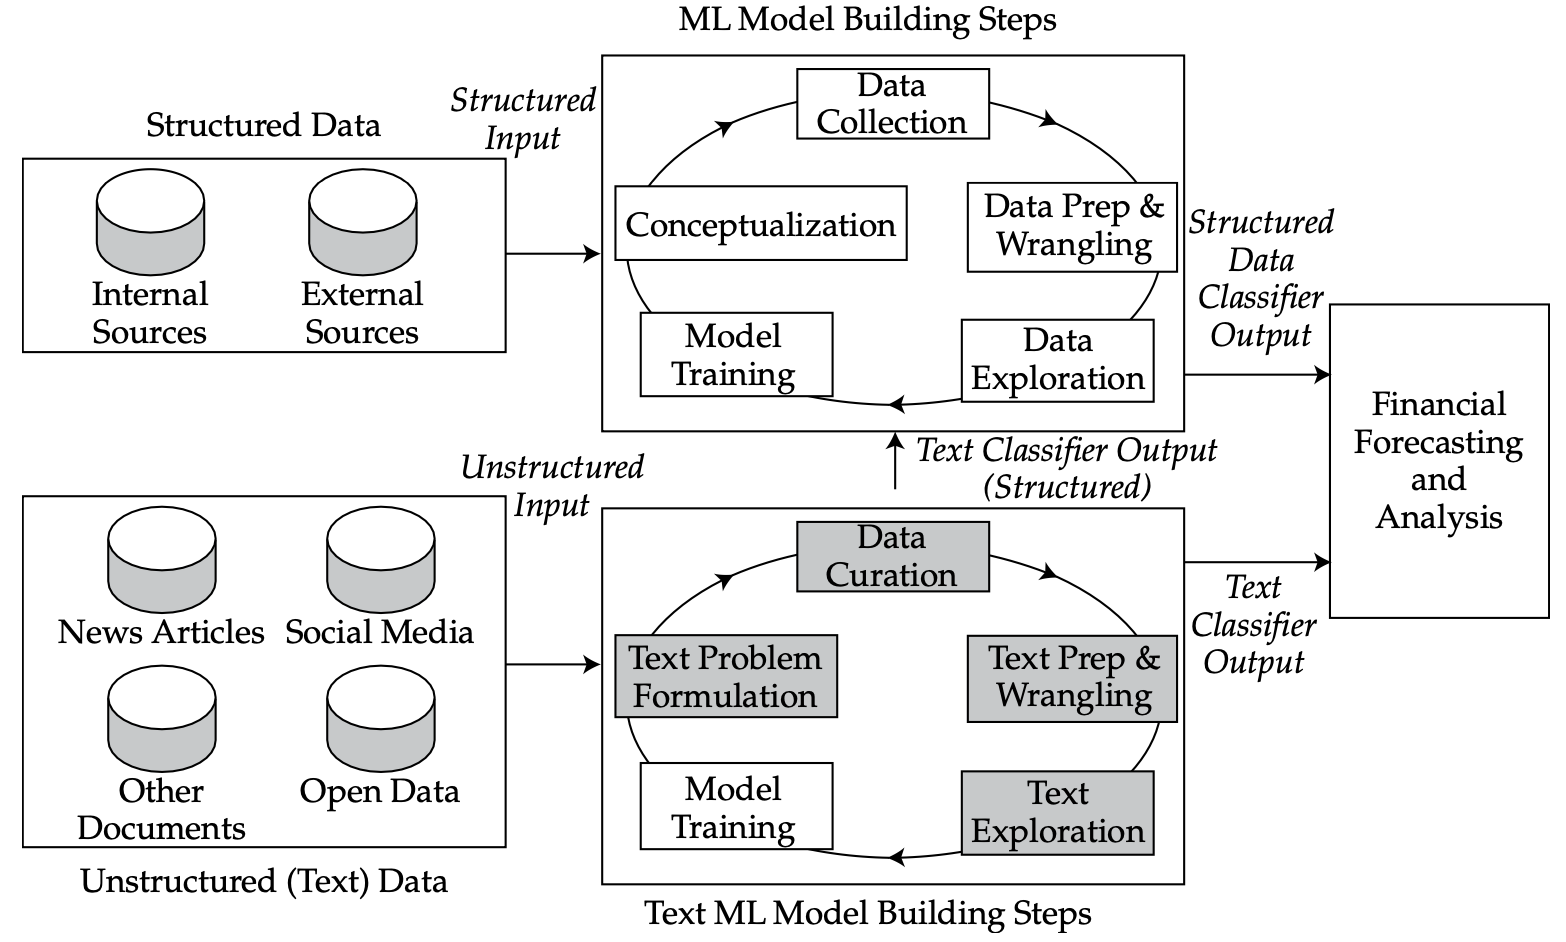 ML Model Building Steps
Structured Data
Internal
Sources
External
Sources
Structured
Input
Data
Collection
Conceptualization
Data Prep &
Wrangling
Model
Training
Data
Exploration
Structured
Data
Classifier
Output
Text Classifier Output
(Structured)
Unstructured
Input
News Articles
Social Media
Other
Documents
Open Data
Unstructured (Text) Data
Data
Curation
Text Problem
Formulation
Text Prep &
Wrangling
Model
Training
Text
Exploration
Text ML Model Building Steps
Text
Classifier
Output
Financial
Forecasting
and
Analysis